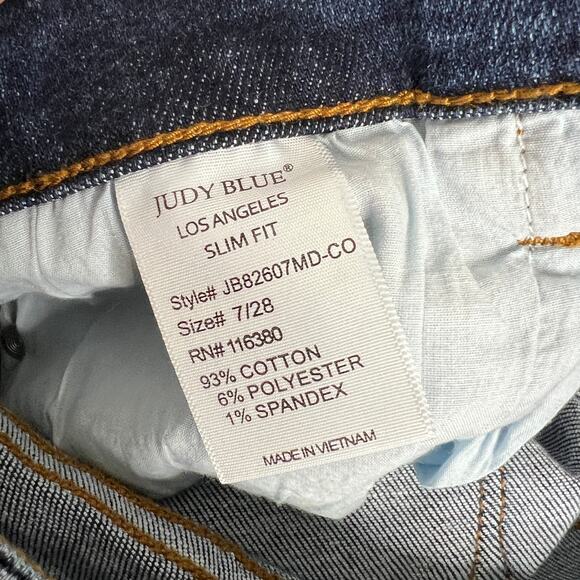 JUDY BLUE®
LOS ANGELES
SLIM FIT
Style# JB82607MD-CO
Size# 7/28
RN# 116380
93% COTTON
6% POLYESTER
1% SPANDEX
MADE IN VIETNAM